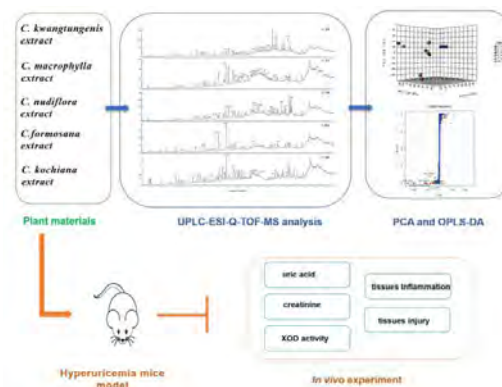 C. kwangtungenis
extract
C. macrophylla
extract
C. nudiflora
extract
C.formosana
extract
C. kochiana
extract
Plant materials
UPLC-ESI-Q-TOF-MS analysis
PCA and OPLS-DA
uric acid
creatinine
XOD activity
tissues inflammation
tissues injury
Hyperuricemia mice
model
In vivo experiment